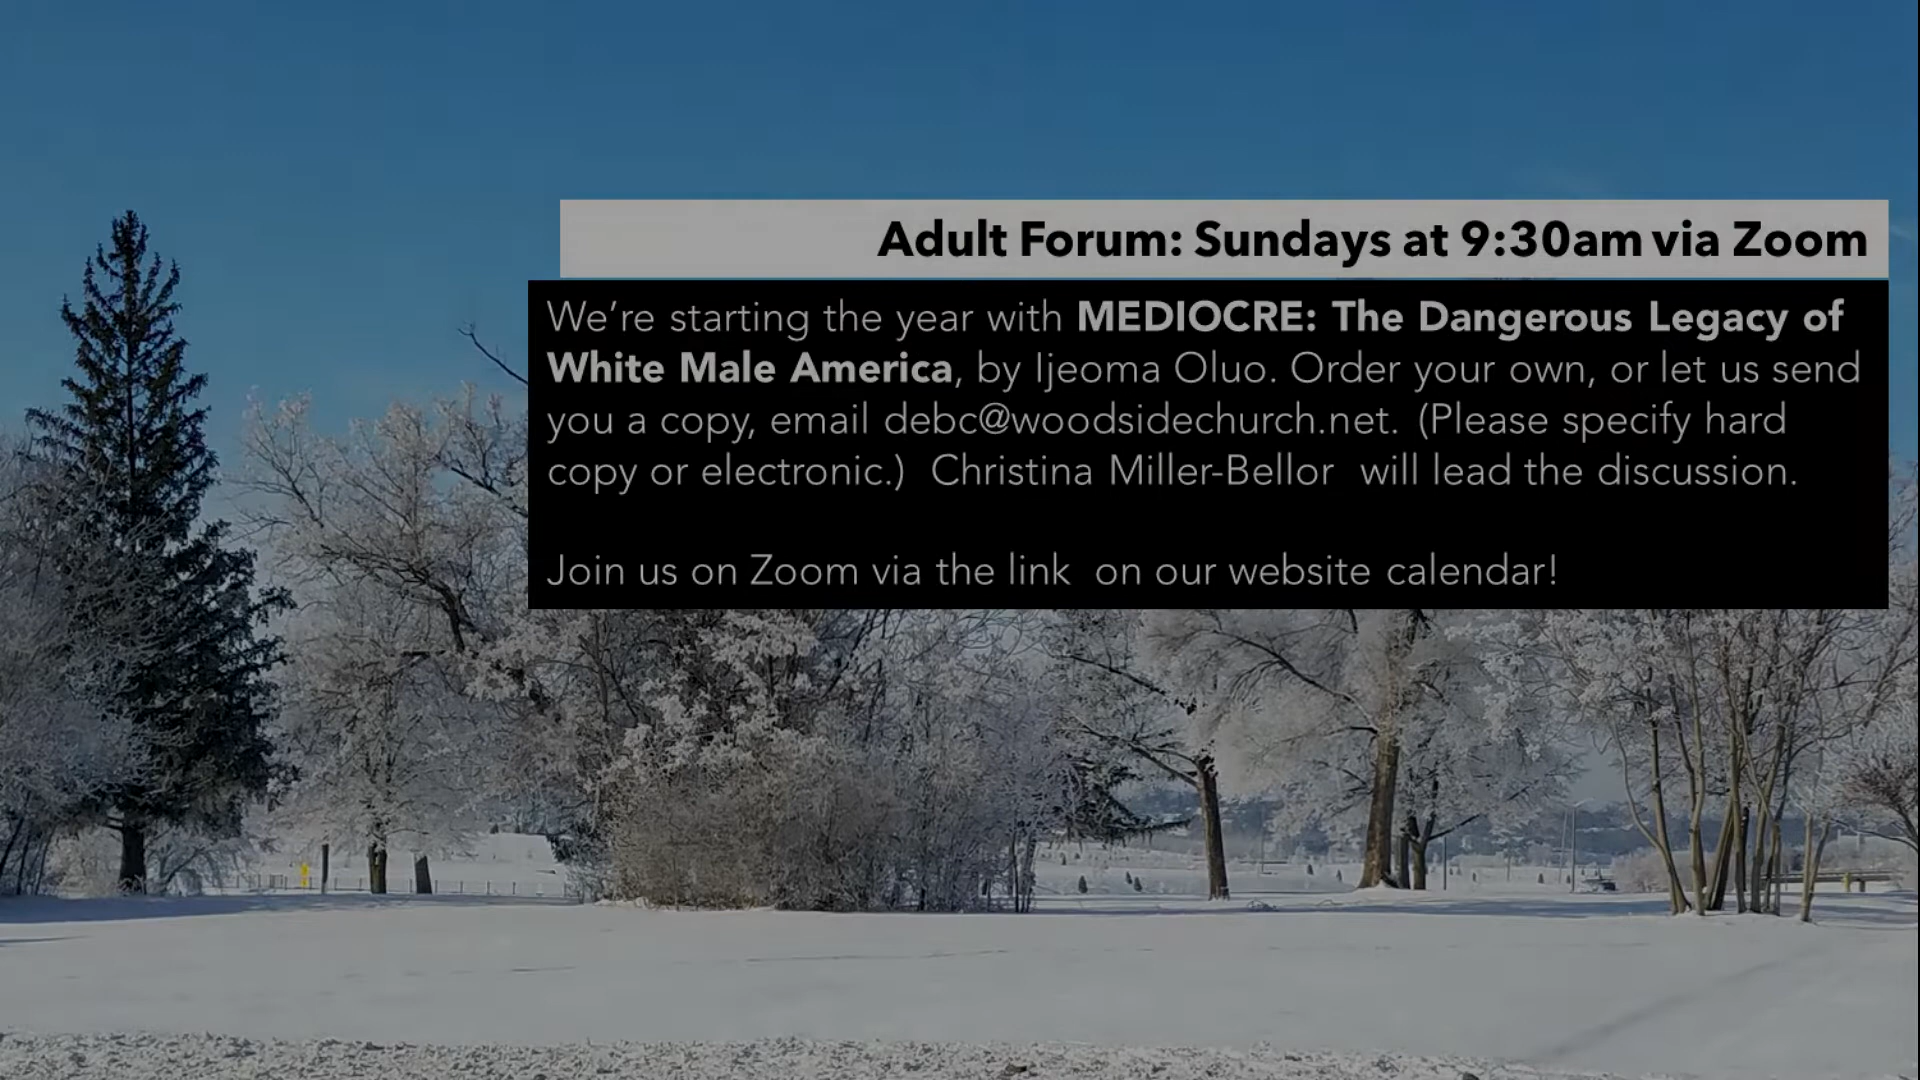 Adult Forum: Sundays at 9:30am via Zoom
We’re starting the year with MEDIOCRE: The Dangerous Legacy of
White Male America, by Ijeoma Oluo. Order your own, or let us send
you a copy, email debc@woodsidechurch.net. (Please specify hard
copy or electronic.)  Christina Miller-Bellor  will lead the discussion.
Join us on Zoom via the link  on our website calendar!